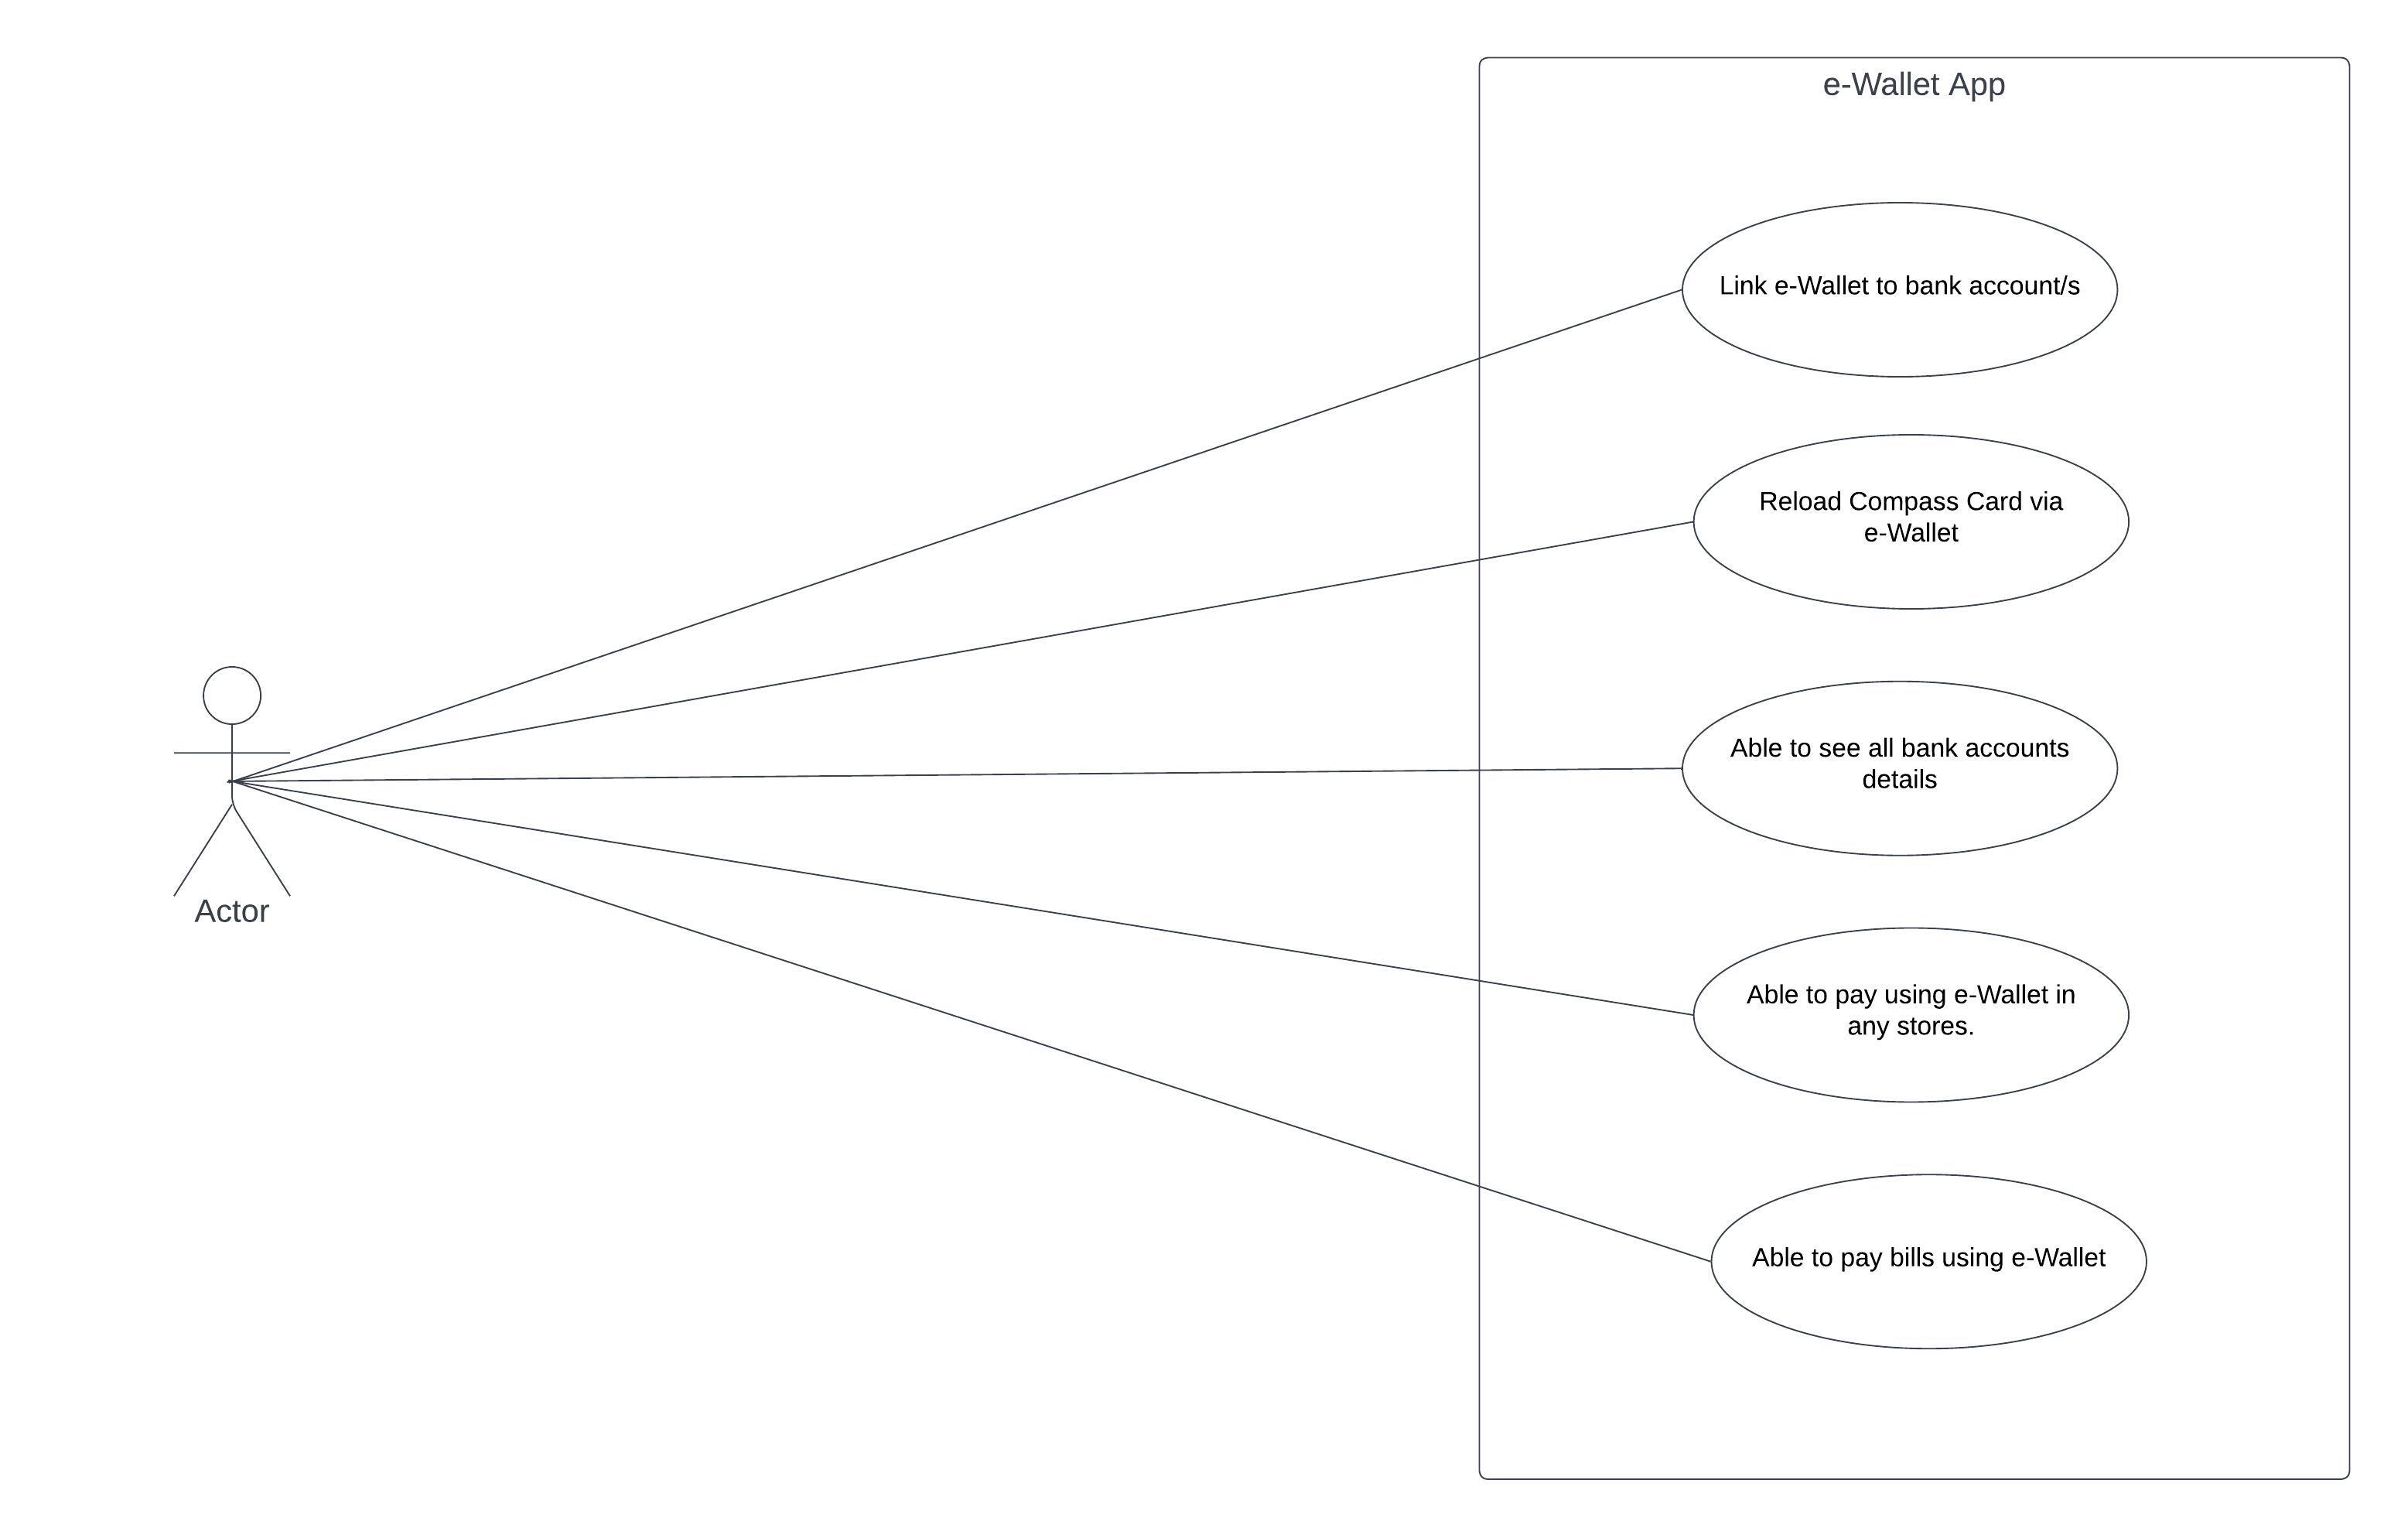 e-Wallet App
Link e-Wallet to bank account/s
Reload Compass Card via
e-Wallet
Able to see all bank accounts
details
Actor
Able to pay using e-Wallet in
any stores.
Able to pay bills using e-Wallet